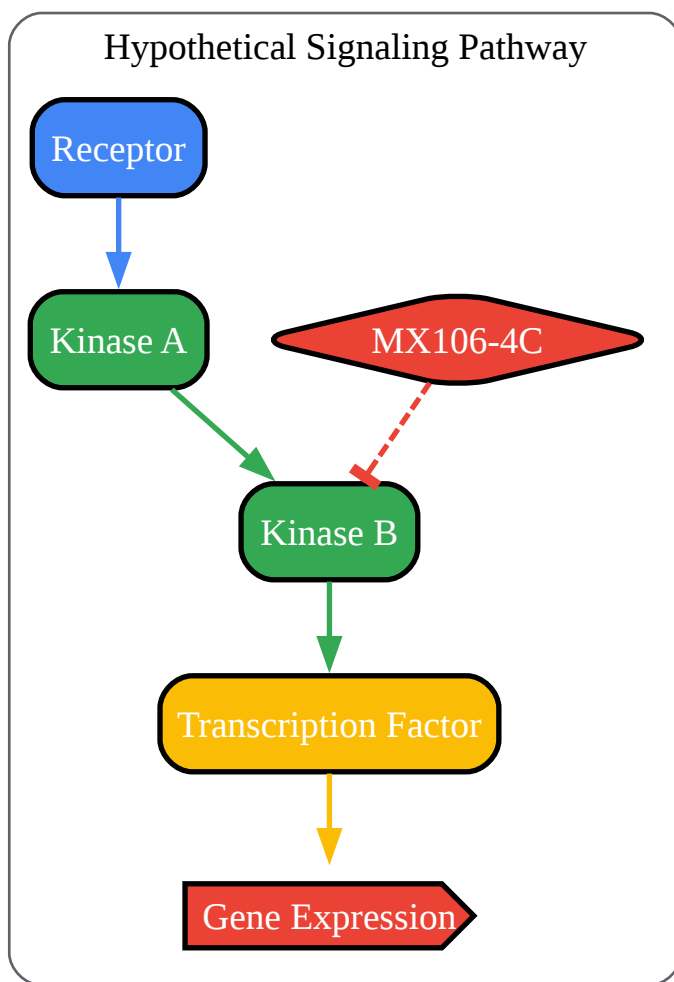 Hypothetical Signaling Pathway
Receptor
Kinase A
MX106-4C
Kinase B
Transcription Factor
Gene Expression